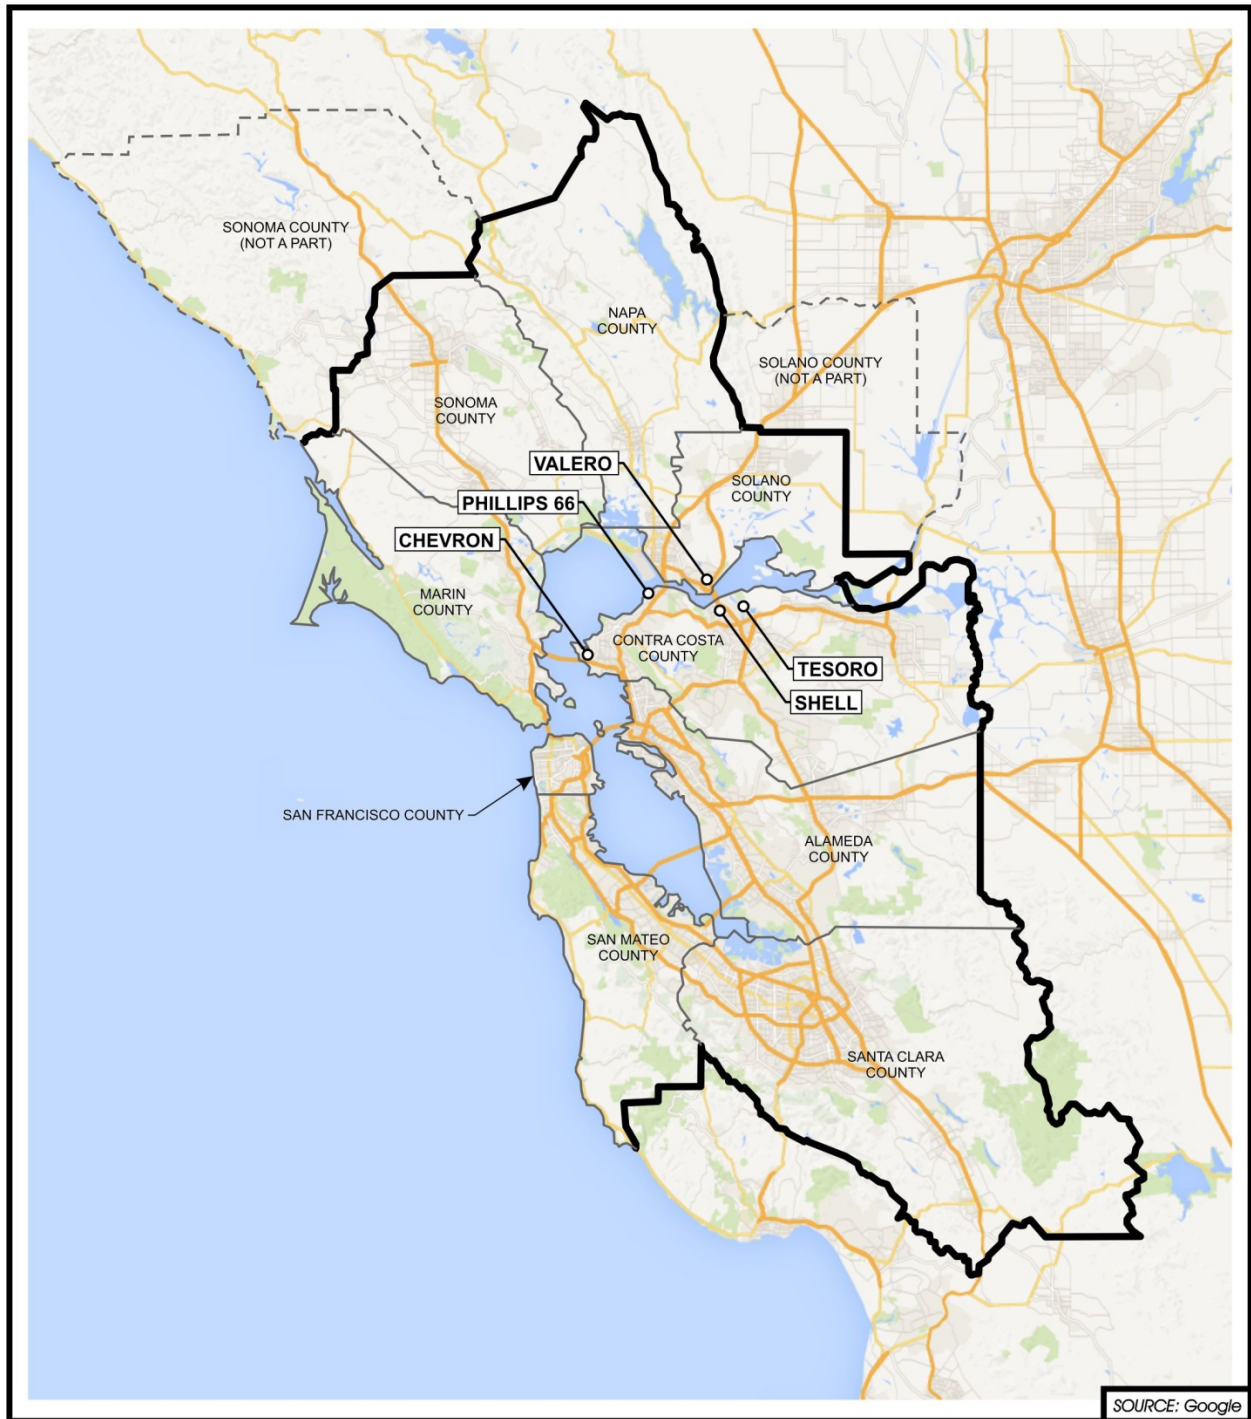 SONOMA COUNTY
(NOT A PART)
NAPA
COUNTY
SOLANO COUNTY
(NOT A PART)
SONOMA
COUNTY
VALERO
SOLANO
COUNTY
PHILLIPS 66
CHEVRON
MARIN
COUNTY
CONTRA COSTA
COUNTY
TESORO
SHELL
SAN FRANCISCO COUNTY
ALAMEDA
COUNTY
SAN MATEO
COUNTY
SANTA CLARA
COUNTY
SOURCE: Google